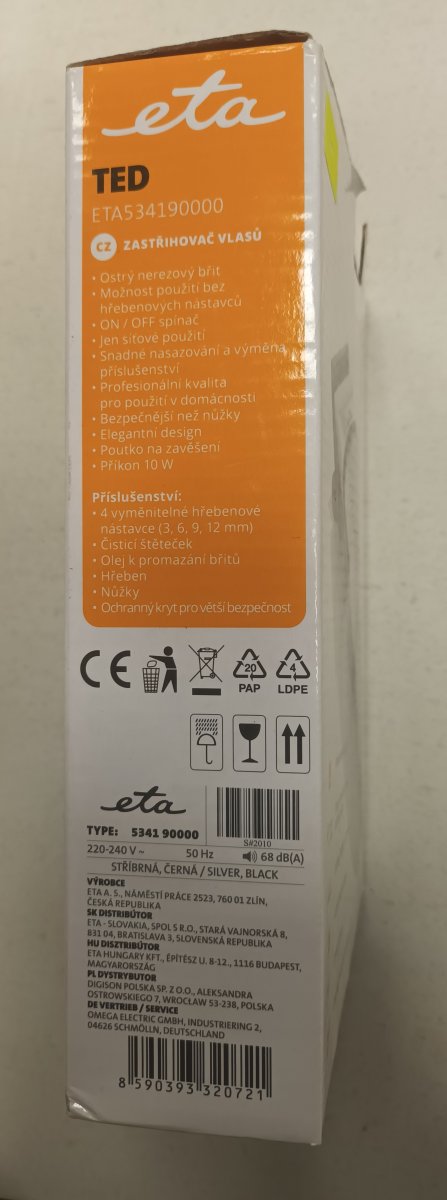 eta
TED
ETA534190000
CZ ZASTŘIHOVAČ VLASŮ
• Ostrý nerezový břit
• Možnost použití bez
hřebenových nástavců
• ON / OFF spínač
• Jen síťové použití
• Snadné nasazování a výměna
příslušenství
• Profesionální kvalita
pro použití v domácnosti
• Bezpečnější než nůžky
• Elegantní design
• Poutko na zavěšení
• Příkon 10 W
Příslušenství:
• 4 vyměnitelné hřebenové
nástavce (3, 6, 9, 12 mm)
• Čisticí štěteček
• Olej k promazání břitů
• Hřeben
• Nůžky
• Ochranný kryt pro větší bezpečnost
CE
20 4
PAP LDPE
eta
TYPE: 5341 90000
S#2010
220-240 V ~ 50 Hz 68 dB(A)
STŘÍBRNÁ, ČERNÁ / SILVER, BLACK
VÝROBCE
ETA A. S., NÁMĚSTÍ PRÁCE 2523, 760 01 ZLÍN,
ČESKÁ REPUBLIKA
SK DISTRIBÚTOR
ETA - SLOVAKIA, SPOL S R.O., STARÁ VAJNORSKÁ 8,
831 04, BRATISLAVA 3, SLOVENSKÁ REPUBLIKA
HU DISZTRIBÚTOR
ETA HUNGARY KFT., ÉPÍTÉSZ U. 8-12., 1116 BUDAPEST,
MAGYARORSZÁG
PL DYSTRYBUTOR
DIGISON POLSKA SP. Z O.O., ALEKSANDRA
OSTROWSKIEGO 7, WROCŁAW 53-238, POLSKA
DE VERTRIEB / SERVICE
OMEGA ELECTRIC GMBH, INDUSTRIERING 2,
04626 SCHMÖLLN, DEUTSCHLAND
8 590393 320721